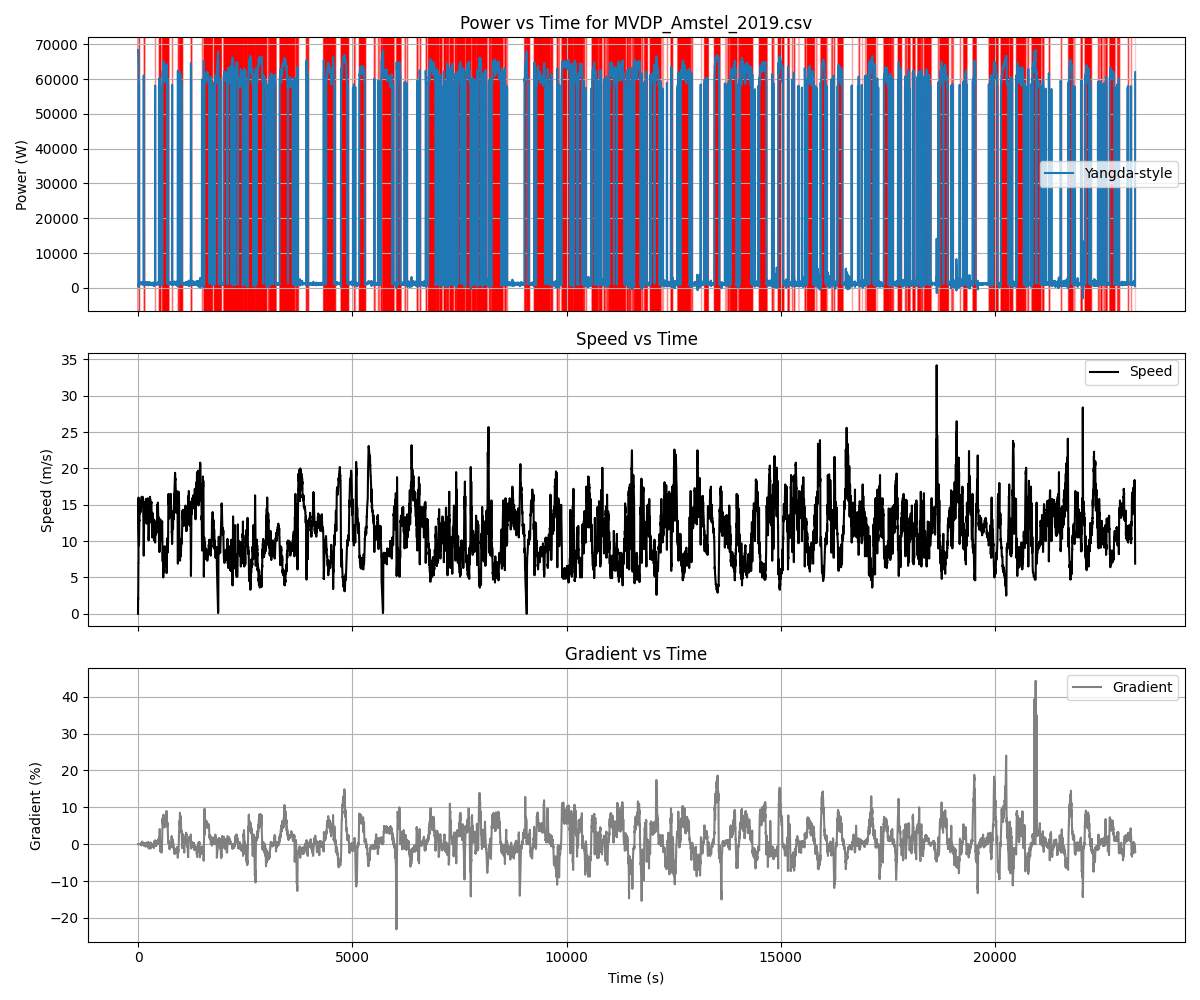 Power vs Time for MVDP_Amstel_2019.csv
70000
60000
50000
40000
30000
20000
10000
0
Power (W)
Yangda-style
Speed vs Time
35
30
25
20
15
10
5
0
Speed (m/s)
Speed
Gradient vs Time
40
30
20
10
0
−10
−20
Gradient (%)
Gradient
0 5000 10000 15000 20000
Time (s)